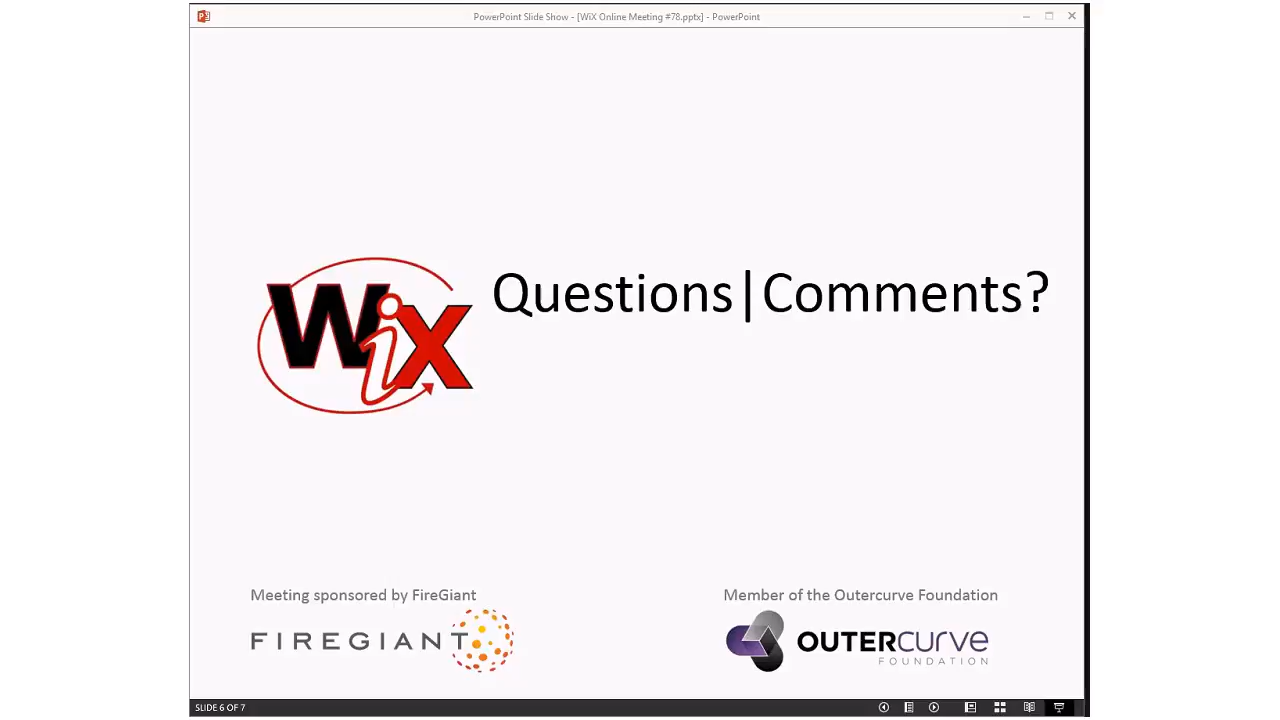 PowerPoint Slide Show - [WiX Online Meeting #78.pptx] - PowerPoint
WiX
Questions|Comments?
Meeting sponsored by FireGiant
Member of the Outercurve Foundation
FIREGIANT
OUTERCURVE
FOUNDATION
SLIDE 6 OF 7